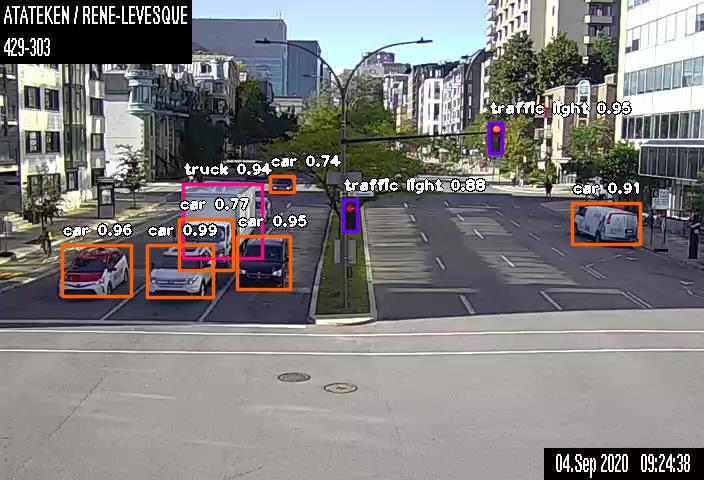 ATATEKEN / RENE-LEVESQUE
429-303
traffic light 0.95
car 0.74
truck 0.94
traffic light 0.88
car 0.91
car 0.77
car 0.95
car 0.96
car 0.99
04.Sep 2020 09:24:38